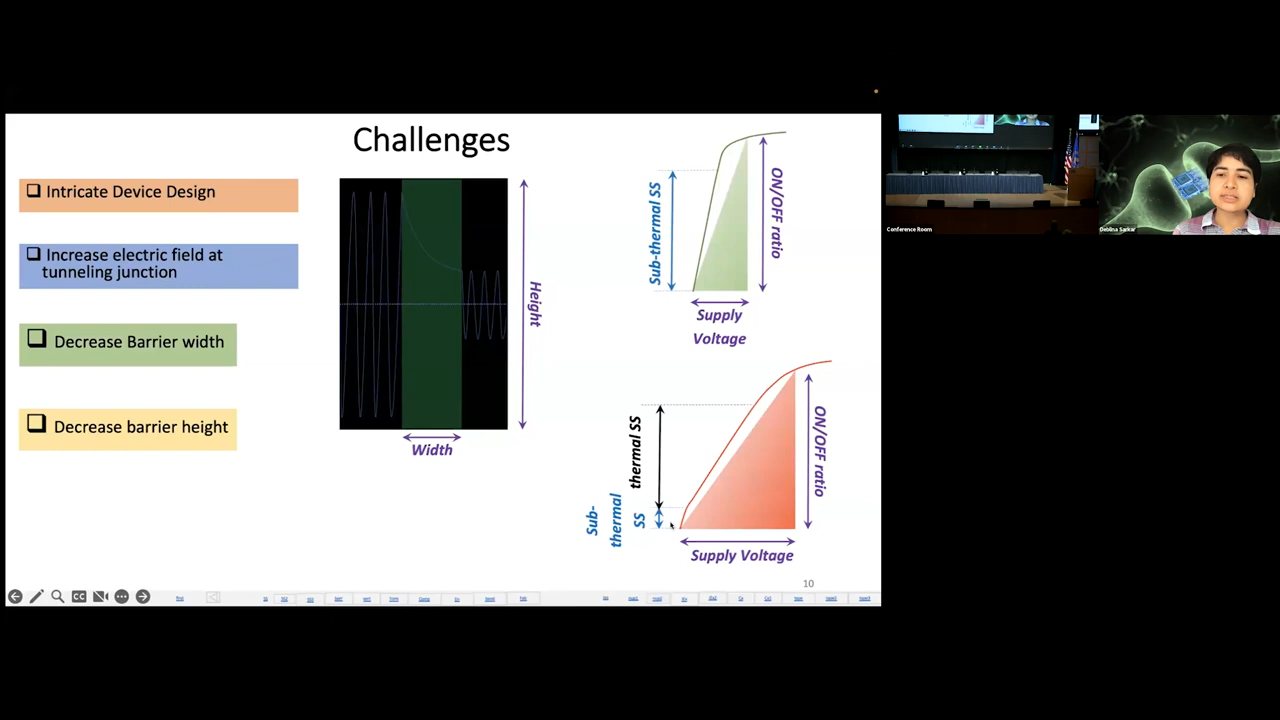 Challenges
Intricate Device Design
Increase electric field at
tunneling junction
Decrease Barrier width
Decrease barrier height
Height
Width
Sub-thermal SS
ON/OFF ratio
Supply
Voltage
thermal SS
Sub-
thermal
SS
ON/OFF ratio
Supply Voltage
10
CC
Conference Room
Deblina Sarkar